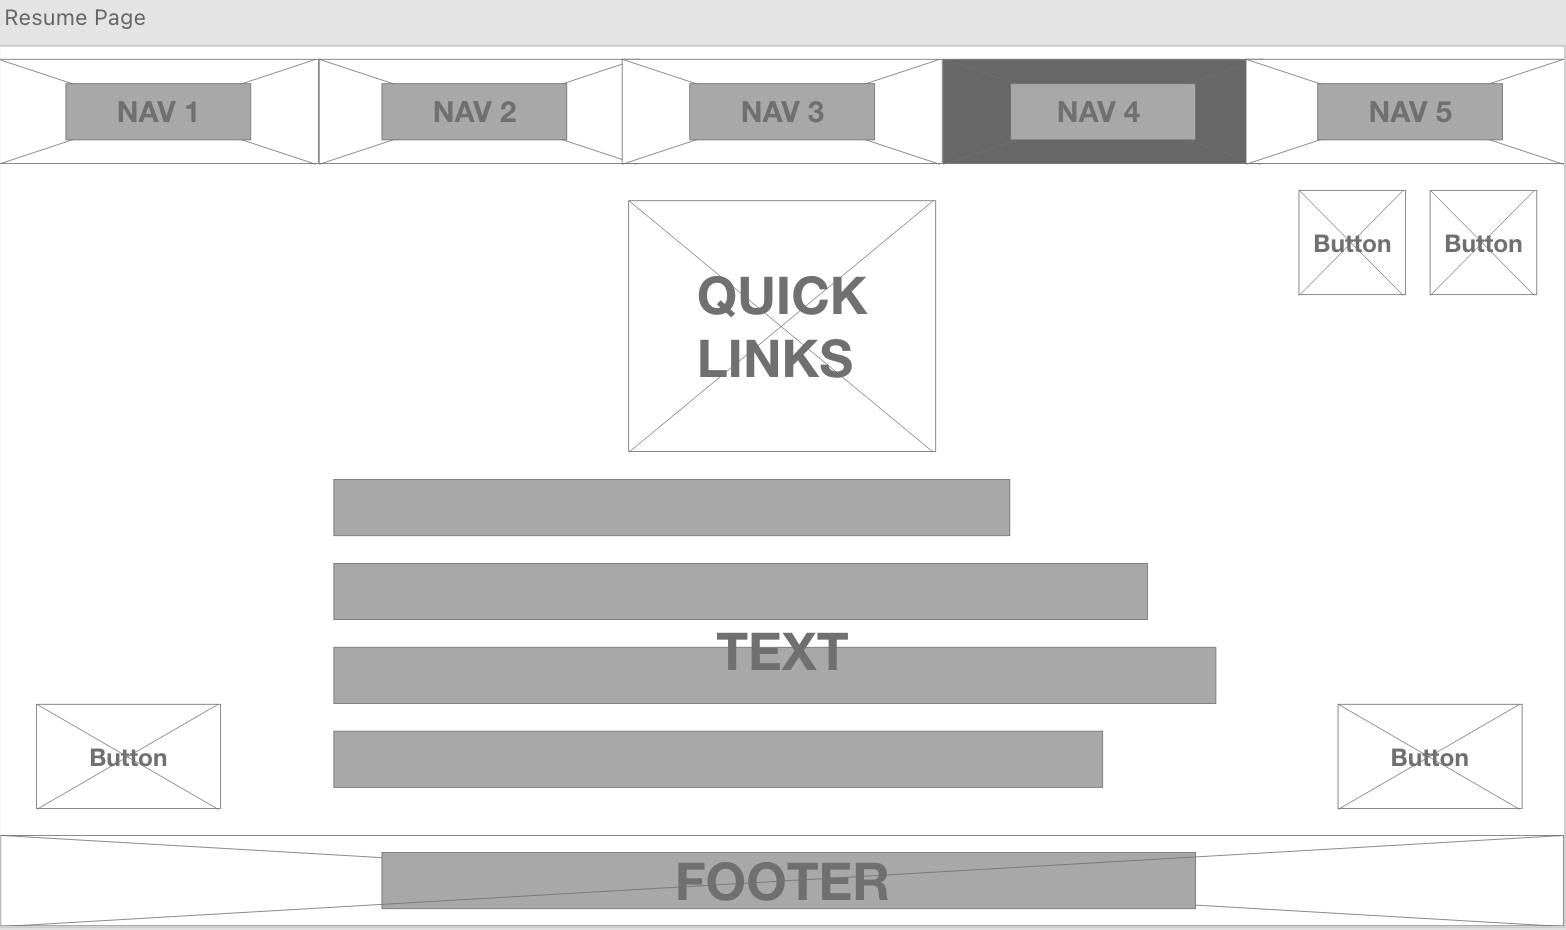 Resume Page
NAV 1
NAV 2
NAV 3
NAV 4
NAV 5
Button
Button
QUICK
LINKS
TEXT
Button
Button
FOOTER